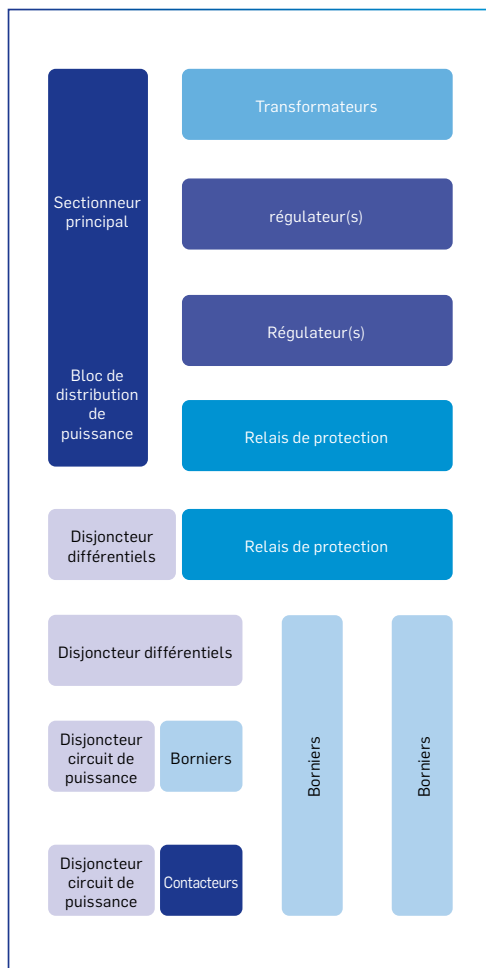 Transformateurs
Sectionneur
principal
régulateur(s)
Régulateur(s)
Bloc de
distribution
de
puissance
Relais de protection
Disjoncteur
différentiels
Relais de protection
Disjoncteur différentiels
Disjoncteur
circuit de
puissance
Borniers
Borniers
Borniers
Disjoncteur
circuit de
puissance
Contacteurs